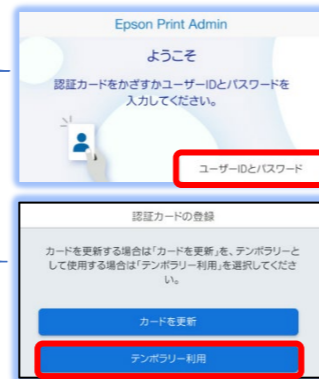 Epson Print Admin
ようこそ
認証カードをかざすかユーザーIDとパスワードを
入力してください。
ユーザーIDとパスワード
認証カードの登録
カードを更新する場合は「カードを更新」を、テンポラリーと
して使用する場合は「テンポラリー利用」を選択してくださ
い。
カードを更新
テンポラリー利用